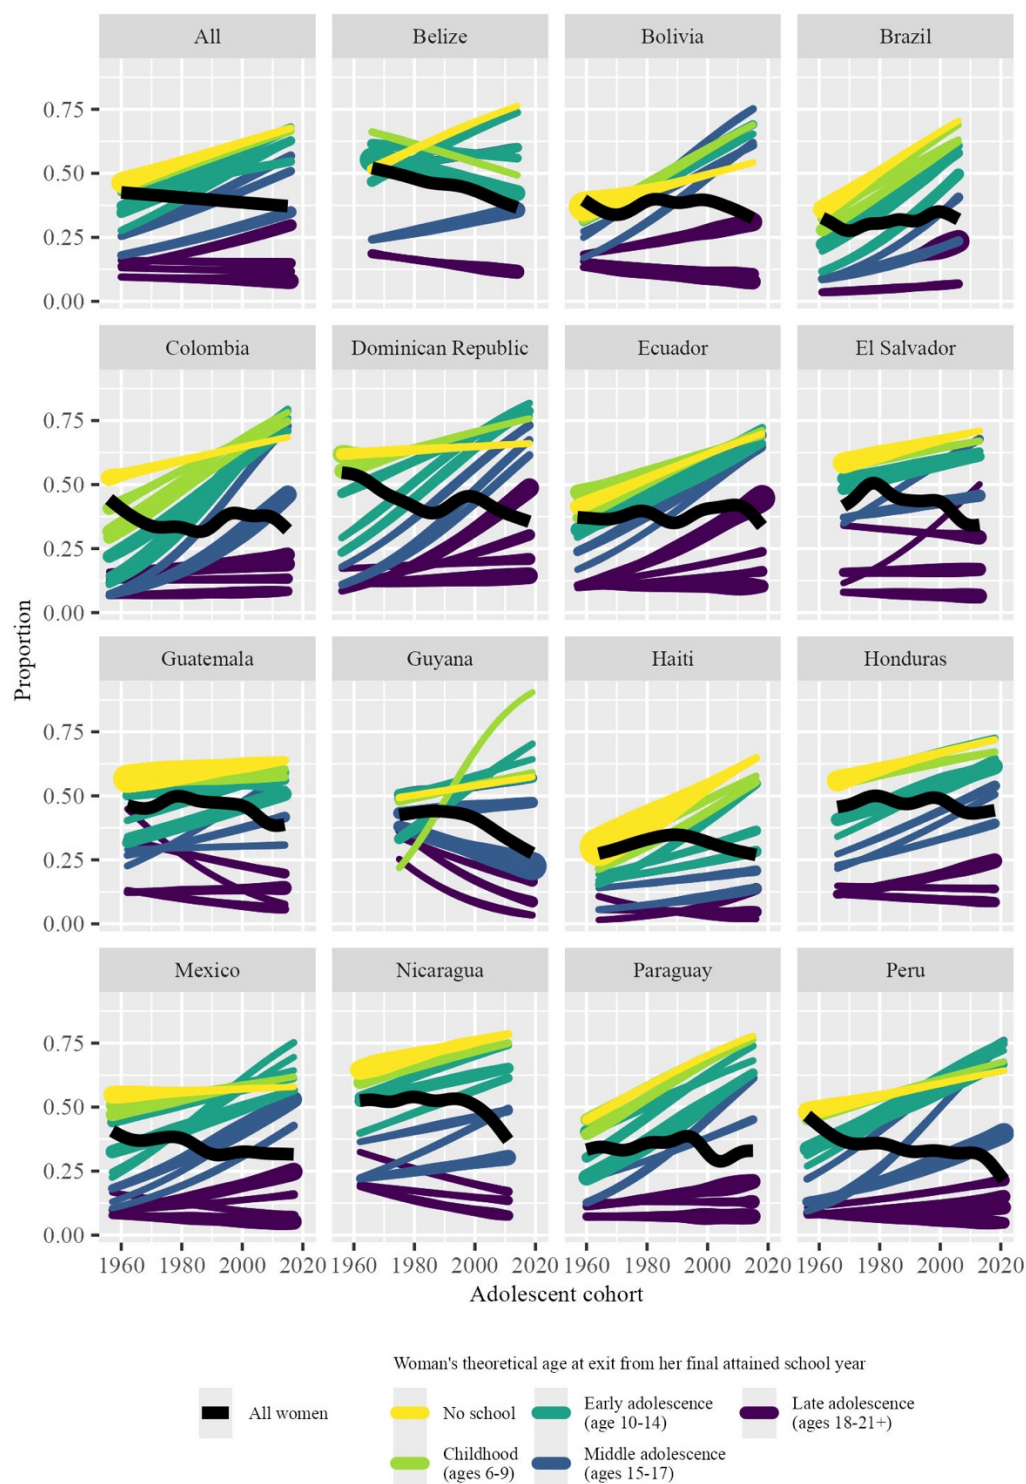 All Belize Bolivia Brazil
0.75
0.50
0.25
0.00
Colombia Dominican Republic Ecuador El Salvador
0.75
0.50
0.25
0.00
Proportion
Guatemala Guyana Haiti Honduras
0.75
0.50
0.25
0.00
Mexico Nicaragua Paraguay Peru
0.75
0.50
0.25
0.00
1960 1980 2000 2020 1960 1980 2000 2020 1960 1980 2000 2020 1960 1980 2000 2020
Adolescent cohort
Woman's theoretical age at exit from her final attained school year
All women
No school
Early adolescence
(age 10-14)
Late adolescence
(ages 18-21+)
Childhood
(ages 6-9)
Middle adolescence
(ages 15-17)